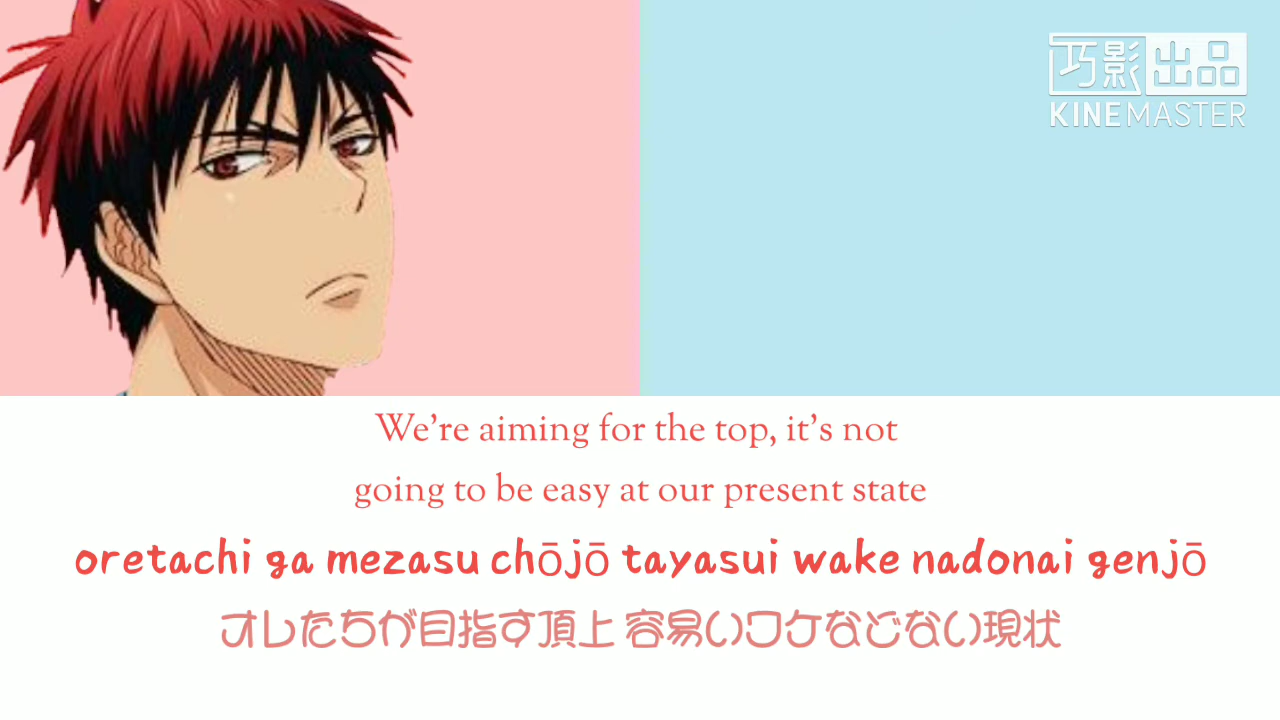 巧影出品
KINEMASTER
We're aiming for the top, it's not
going to be easy at our present state
oretachi ga mezasu chōjō tayasui wake nadonai genjō
オレたちが目指す頂上 容易いワケなどない現状